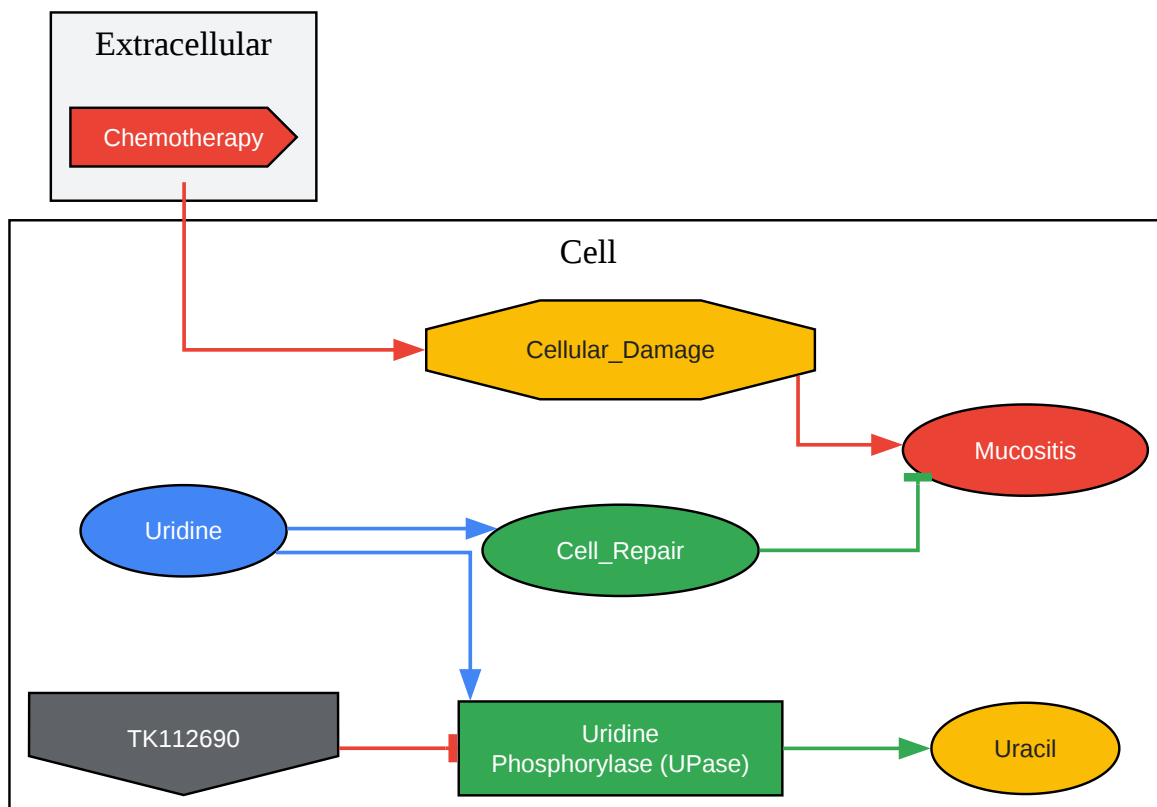 Extracellular
Chemotherapy
Cell
Cellular_Damage
Mucositis
Uridine
Cell_Repair
TK112690
Uridine
Phosphorylase (UPase)
Uracil